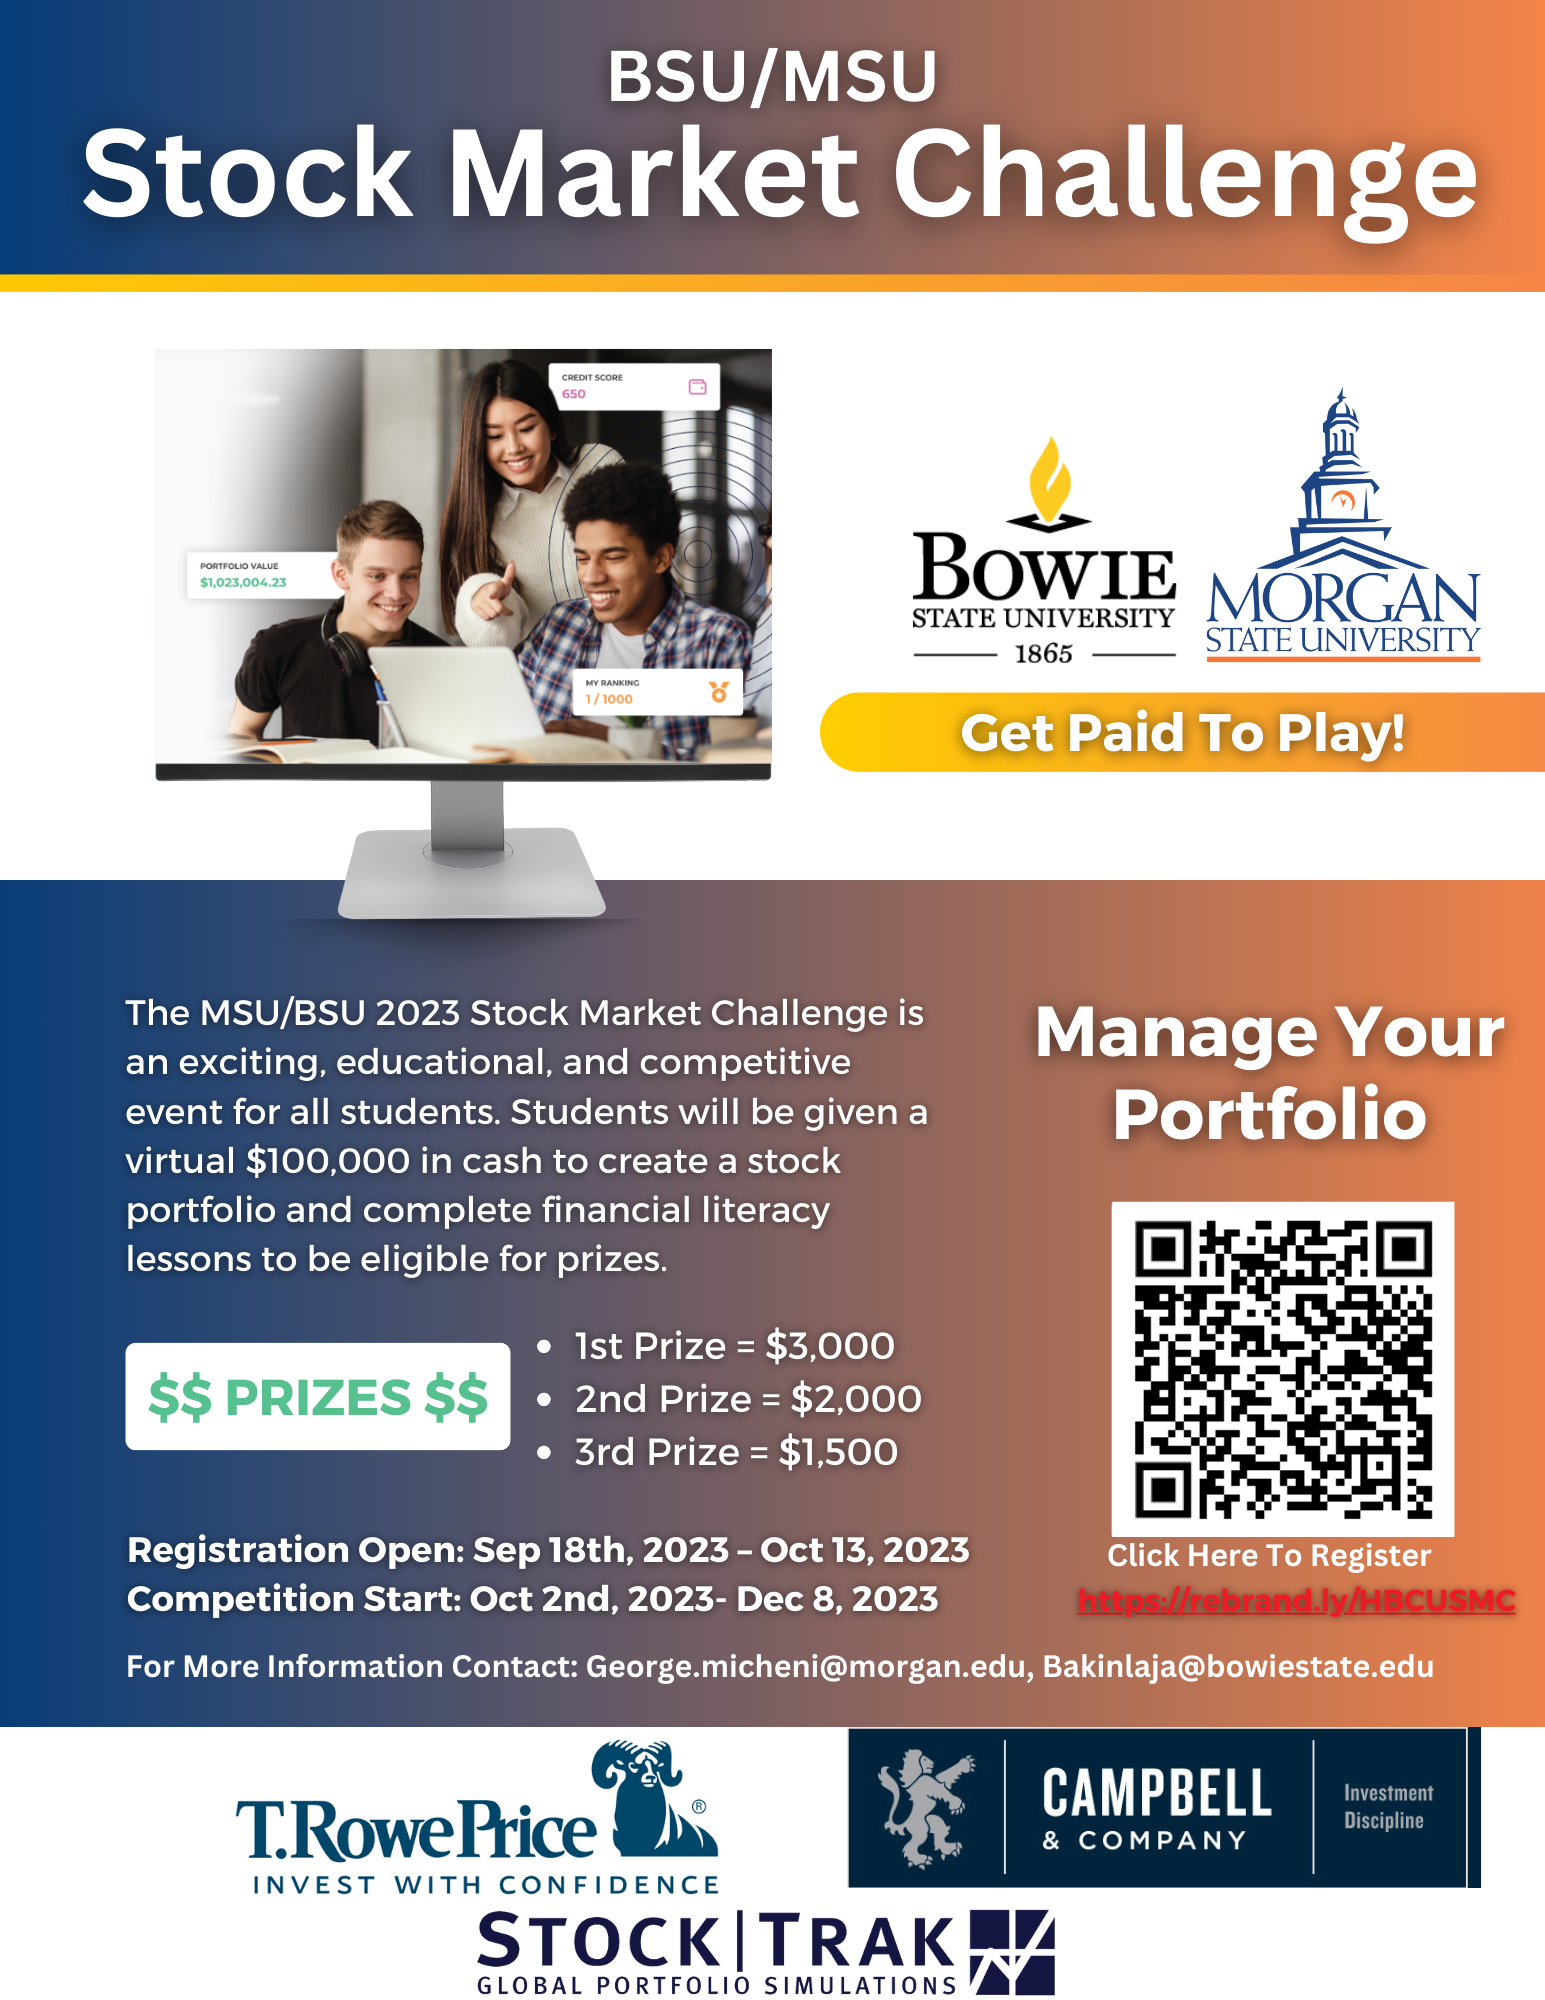 BSU/MSU
Stock Market Challenge
CREDIT SCORE
650
PORTFOLIO VALUE
$1,023,004.23
MY RANKING
1 / 1000
BOWIE
STATE UNIVERSITY
1865
MORGAN
STATE UNIVERSITY
Get Paid To Play!
The MSU/BSU 2023 Stock Market Challenge is
an exciting, educational, and competitive
event for all students. Students will be given a
virtual $100,000 in cash to create a stock
portfolio and complete financial literacy
lessons to be eligible for prizes.
$$ PRIZES $$
• 1st Prize = $3,000
• 2nd Prize = $2,000
• 3rd Prize = $1,500
Manage Your
Portfolio
Click Here To Register
https://rebrand.ly/HBCUSMC
Registration Open: Sep 18th, 2023 – Oct 13, 2023
Competition Start: Oct 2nd, 2023- Dec 8, 2023
For More Information Contact: George.micheni@morgan.edu, Bakinlaja@bowiestate.edu
T.RowePrice®
INVEST WITH CONFIDENCE
CAMPBELL
& COMPANY
Investment
Discipline
STOCK|TRAK
GLOBAL PORTFOLIO SIMULATIONS